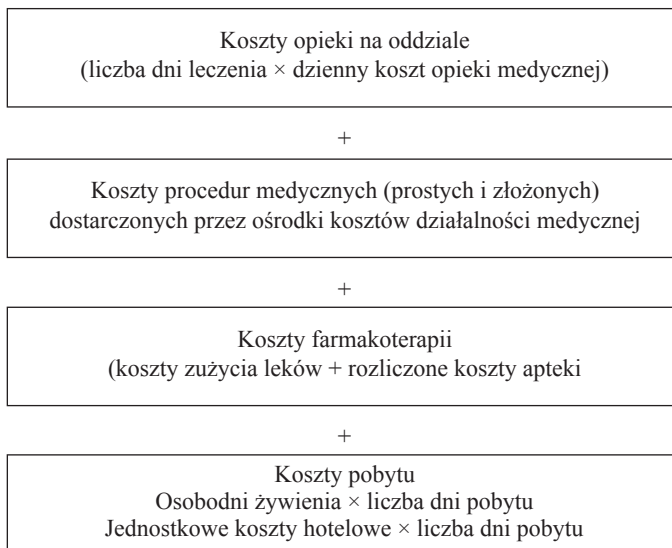 Koszty opieki na oddziale
(liczba dni leczenia × dzienny koszt opieki medycznej)
+
Koszty procedur medycznych (prostych i złożonych)
dostarczonych przez ośrodki kosztów działalności medycznej
+
Koszty farmakoterapii
(koszty zużycia leków + rozliczone koszty apteki
+
Koszty pobytu
Osobodni żywienia × liczba dni pobytu
Jednostkowe koszty hotelowe × liczba dni pobytu